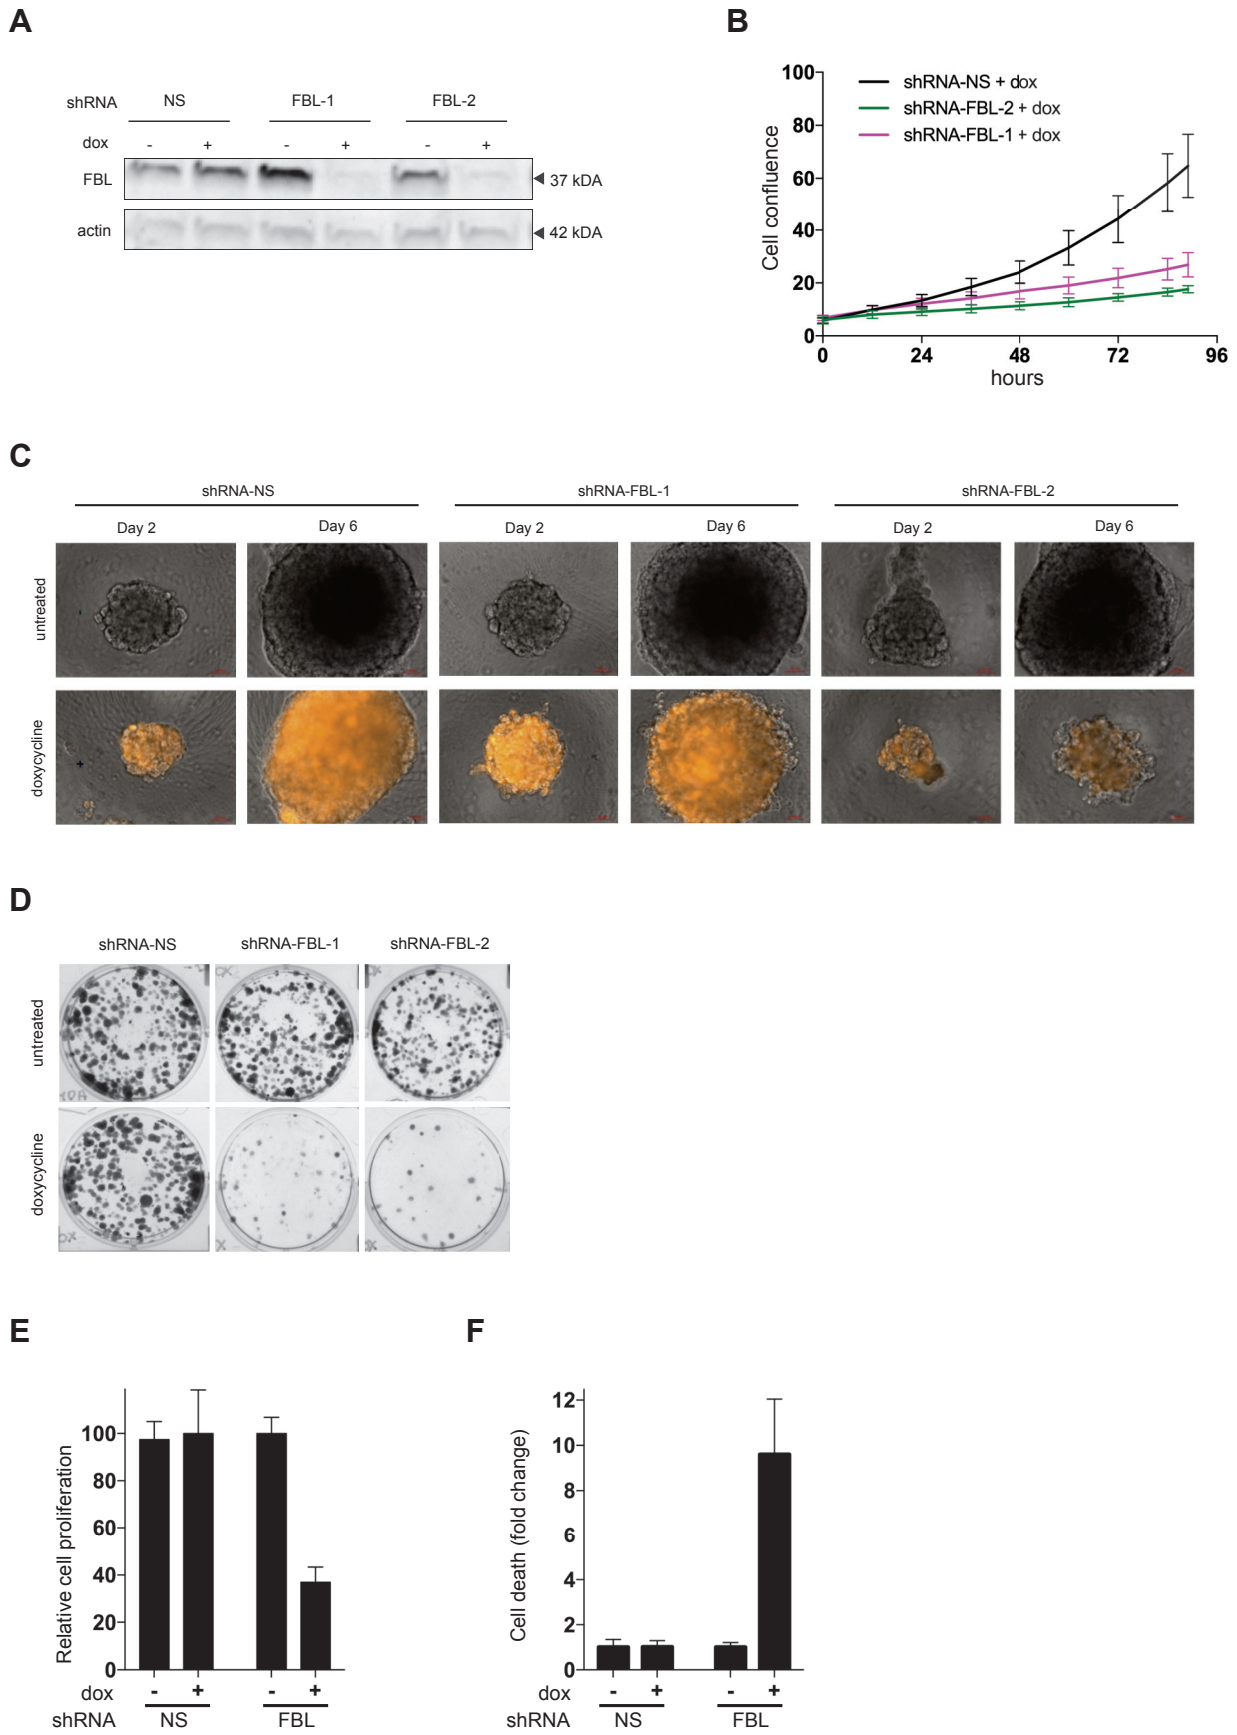 A
shRNA NS FBL-1 FBL-2
dox - + - + - +
FBL 37 kDA
actin 42 kDA
B
100
80
60
40
20
0
Cell confluence
shRNA-NS + dox
shRNA-FBL-2 + dox
shRNA-FBL-1 + dox
0 24 48 72 96
hours
C
shRNA-NS shRNA-FBL-1 shRNA-FBL-2
Day 2 Day 6 Day 2 Day 6 Day 2 Day 6
untreated
doxycycline
D
shRNA-NS shRNA-FBL-1 shRNA-FBL-2
untreated
doxycycline
E
Relative cell proliferation
100
80
60
40
20
0
dox - + - +
shRNA NS FBL
F
Cell death (fold change)
12
10
8
6
4
2
0
dox - + - +
shRNA NS FBL